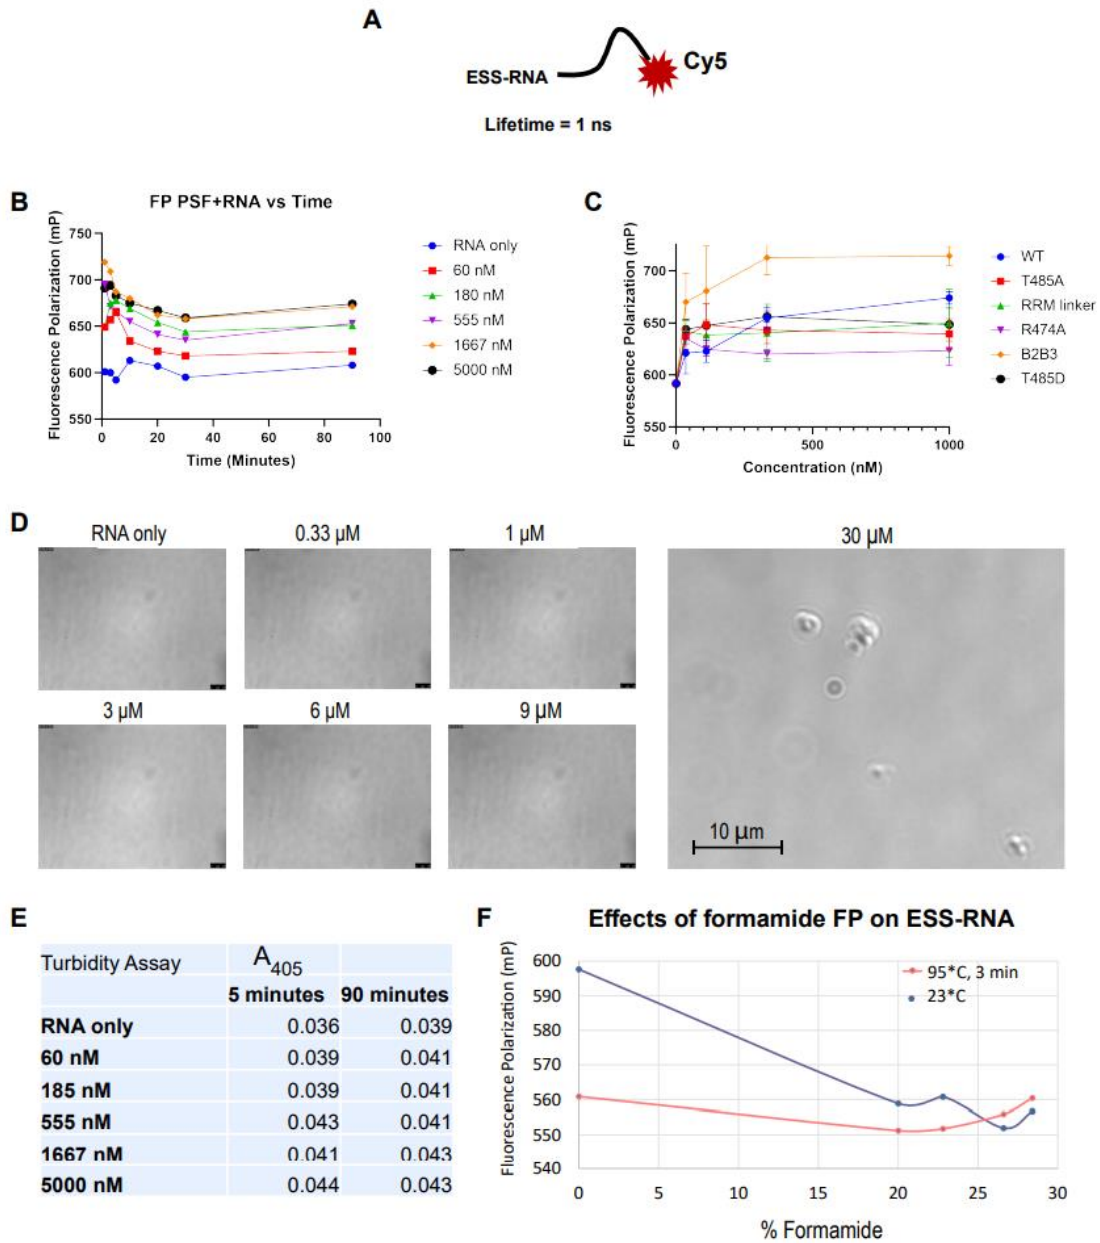 A
ESS-RNA
Cy5
Lifetime = 1 ns
B
FP PSF+RNA vs Time
Fluorescence Polarization (mP)
750
700
650
600
550
0 20 40 60 80 100
Time (Minutes)
RNA only
60 nM
180 nM
555 nM
1667 nM
5000 nM
C
Fluorescence Polarization (mP)
700
650
600
550
0 500 1000
Concentration (nM)
WT
T485A
RRM linker
R474A
B2B3
T485D
D
RNA only 0.33 µM 1 µM 30 µM
3 µM 6 µM 9 µM
10 µm
E
Turbidity Assay A405
5 minutes 90 minutes
RNA only 0.036 0.039
60 nM 0.039 0.041
185 nM 0.039 0.041
555 nM 0.043 0.041
1667 nM 0.041 0.043
5000 nM 0.044 0.043
F
Effects of formamide FP on ESS-RNA
Fluorescence Polarization (mP)
600
590
580
570
560
550
540
0 5 10 15 20 25 30
% Formamide
95*C, 3 min
23*C